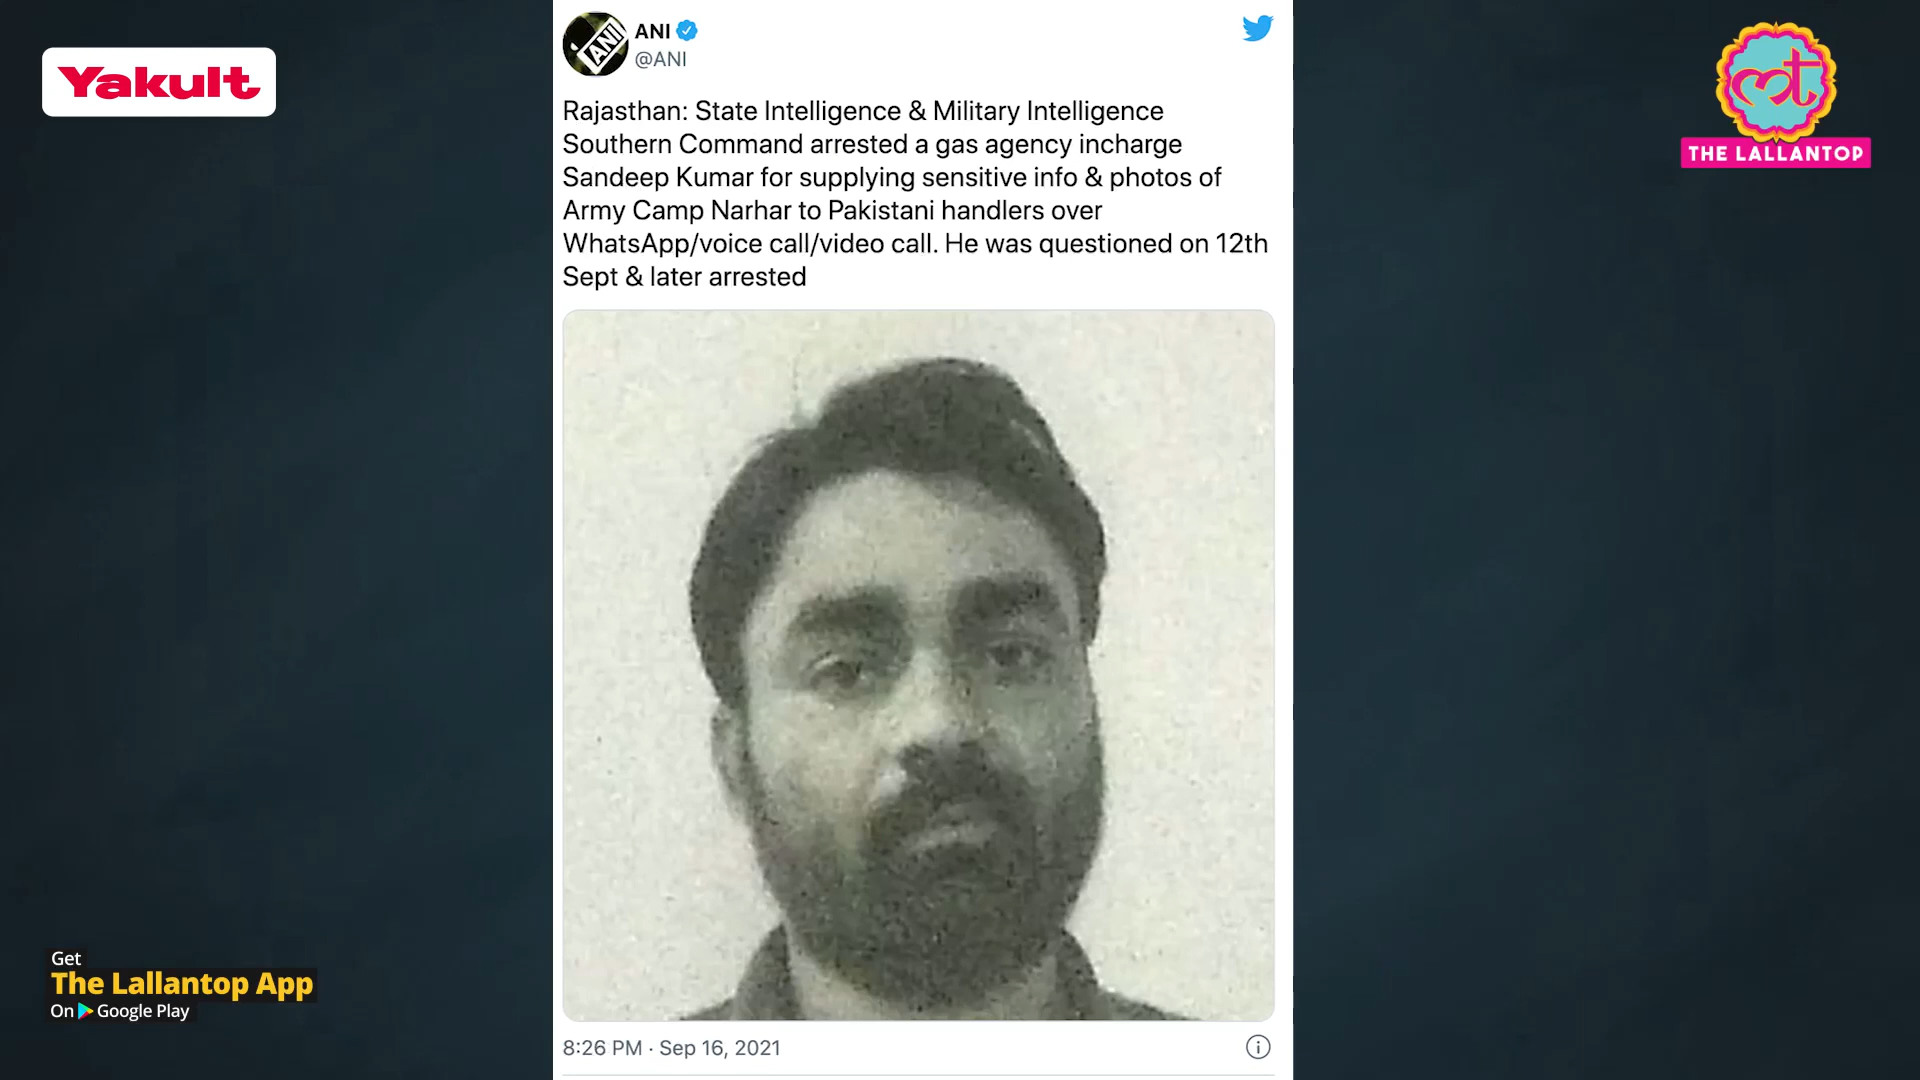 Yakult
ANI
ANI
@ANI
मत
THE LALLANTOP
Rajasthan: State Intelligence & Military Intelligence
Southern Command arrested a gas agency incharge
Sandeep Kumar for supplying sensitive info & photos of
Army Camp Narhar to Pakistani handlers over
WhatsApp/voice call/video call. He was questioned on 12th
Sept & later arrested
8:26 PM · Sep 16, 2021
Get
The Lallantop App
On Google Play